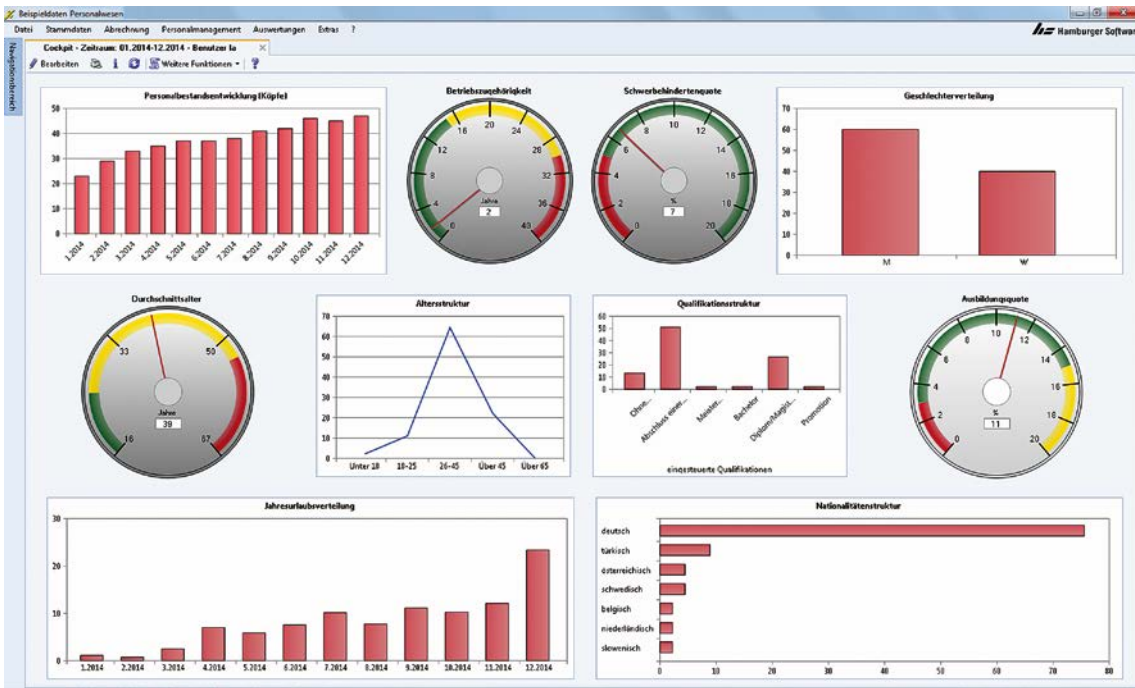 Beispieldaten Personalwesen
Datei Stammdaten Abrechnung Personalmanagement Auswertungen Extras ?
Hamburger Softwar
Navigationsbereich
Cockpit - Zeitraum: 01.2014-12.2014 - Benutzer la
Bearbeiten Weitere Funktionen ?
Personalbestandsentwicklung (Köpfe)
50
40
30
20
10
0
1.2014 2.2014 3.2014 4.2014 5.2014 6.2014 7.2014 8.2014 9.2014 10.2014 11.2014 12.2014
Betriebszugehörigkeit
0 4 8 12 16 20 24 28 32 36 40
Jahre
2
Schwerbehindertenquote
0 2 4 6 8 10 12 14 16 18 20
%
7
Geschlechterverteilung
70
60
50
40
30
20
10
0
M W
Durchschnittsalter
16 33 50 67
Jahre
39
Altersstruktur
70
60
50
40
30
20
10
0
Unter 18 18-25 26-45 Über 45 Über 65
Qualifikationsstruktur
60
50
40
30
20
10
0
Ohne... Abschluss einer... Meister... Bachelor Diplom/Magist... Promotion
eingesteuerte Qualifikationen
Ausbildungsquote
0 2 4 6 8 10 12 14 16 18 20
%
11
Jahresurlaubsverteilung
30
20
10
0
1.2014 2.2014 3.2014 4.2014 5.2014 6.2014 7.2014 8.2014 9.2014 10.2014 11.2014 12.2014
Nationalitätenstruktur
deutsch
türkisch
österreichisch
schwedisch
belgisch
niederländisch
slowenisch
0 10 20 30 40 50 60 70 80